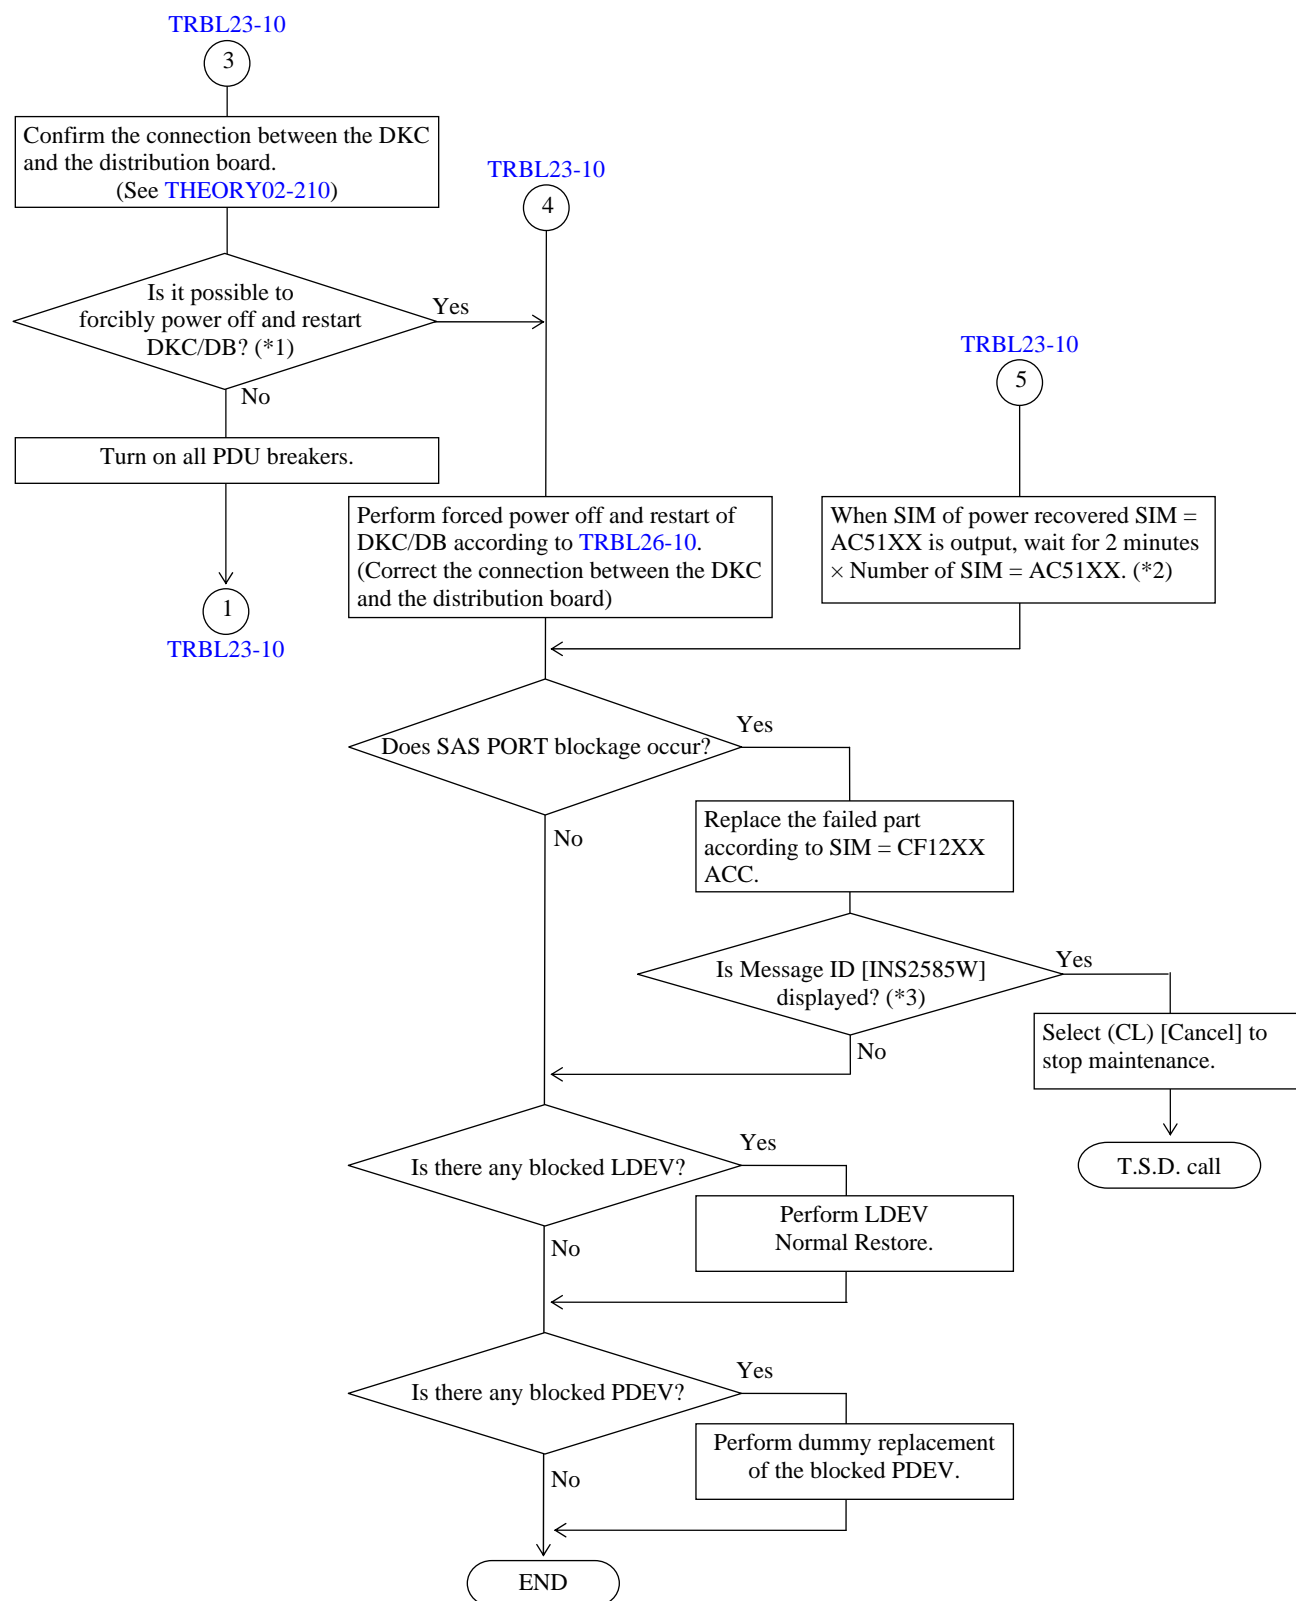 TRBL23-10
3
Confirm the connection between the DKC
and the distribution board.
(See THEORY02-210)
TRBL23-10
4
Is it possible to
forcibly power off and restart
DKC/DB? (*1)
Yes
No
TRBL23-10
5
Turn on all PDU breakers.
1
TRBL23-10
Perform forced power off and restart of
DKC/DB according to TRBL26-10.
(Correct the connection between the DKC
and the distribution board)
When SIM of power recovered SIM =
AC51XX is output, wait for 2 minutes
× Number of SIM = AC51XX. (*2)
Does SAS PORT blockage occur?
Yes
No
Replace the failed part
according to SIM = CF12XX
ACC.
Is Message ID [INS2585W]
displayed? (*3)
Yes
No
Select (CL) [Cancel] to
stop maintenance.
T.S.D. call
Is there any blocked LDEV?
Yes
No
Perform LDEV
Normal Restore.
Is there any blocked PDEV?
Yes
No
Perform dummy replacement
of the blocked PDEV.
END